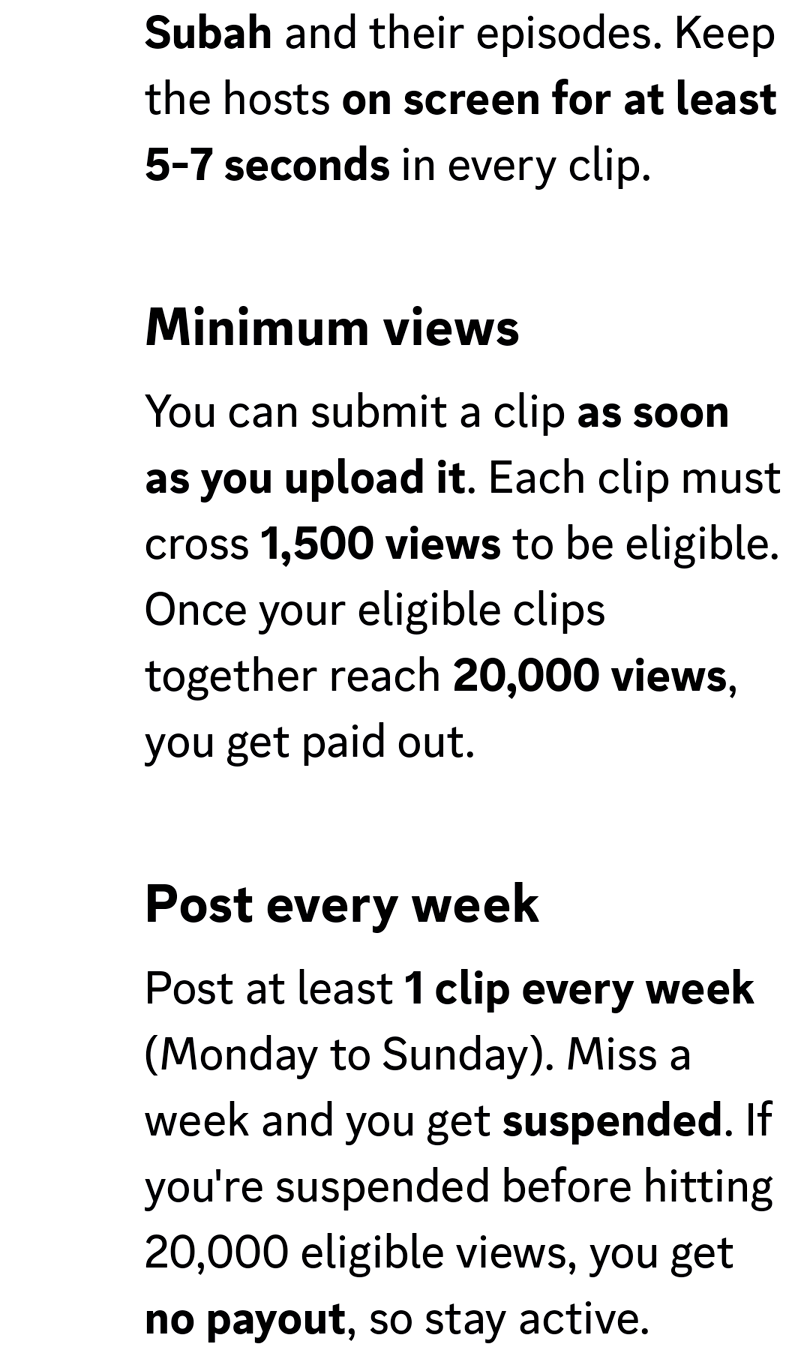 Subah and their episodes. Keep
the hosts on screen for at least
5-7 seconds in every clip.
Minimum views
You can submit a clip as soon
as you upload it. Each clip must
cross 1,500 views to be eligible.
Once your eligible clips
together reach 20,000 views,
you get paid out.
Post every week
Post at least 1 clip every week
(Monday to Sunday). Miss a
week and you get suspended. If
you're suspended before hitting
20,000 eligible views, you get
no payout, so stay active.